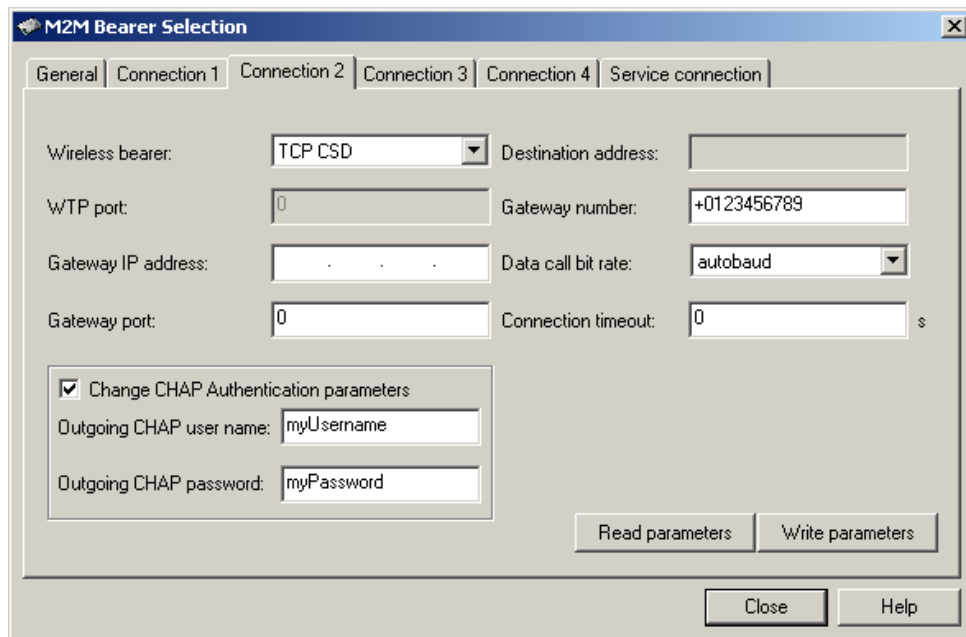 M2M Bearer Selection
General Connection 1 Connection 2 Connection 3 Connection 4 Service connection
Wireless bearer: TCP CSD Destination address:
WTP port: 0 Gateway number: +0123456789
Gateway IP address: . . . Data call bit rate: autobaud
Gateway port: 0 Connection timeout: 0 s
Change CHAP Authentication parameters
Outgoing CHAP user name: myUsername
Outgoing CHAP password: myPassword
Read parameters Write parameters
Close Help